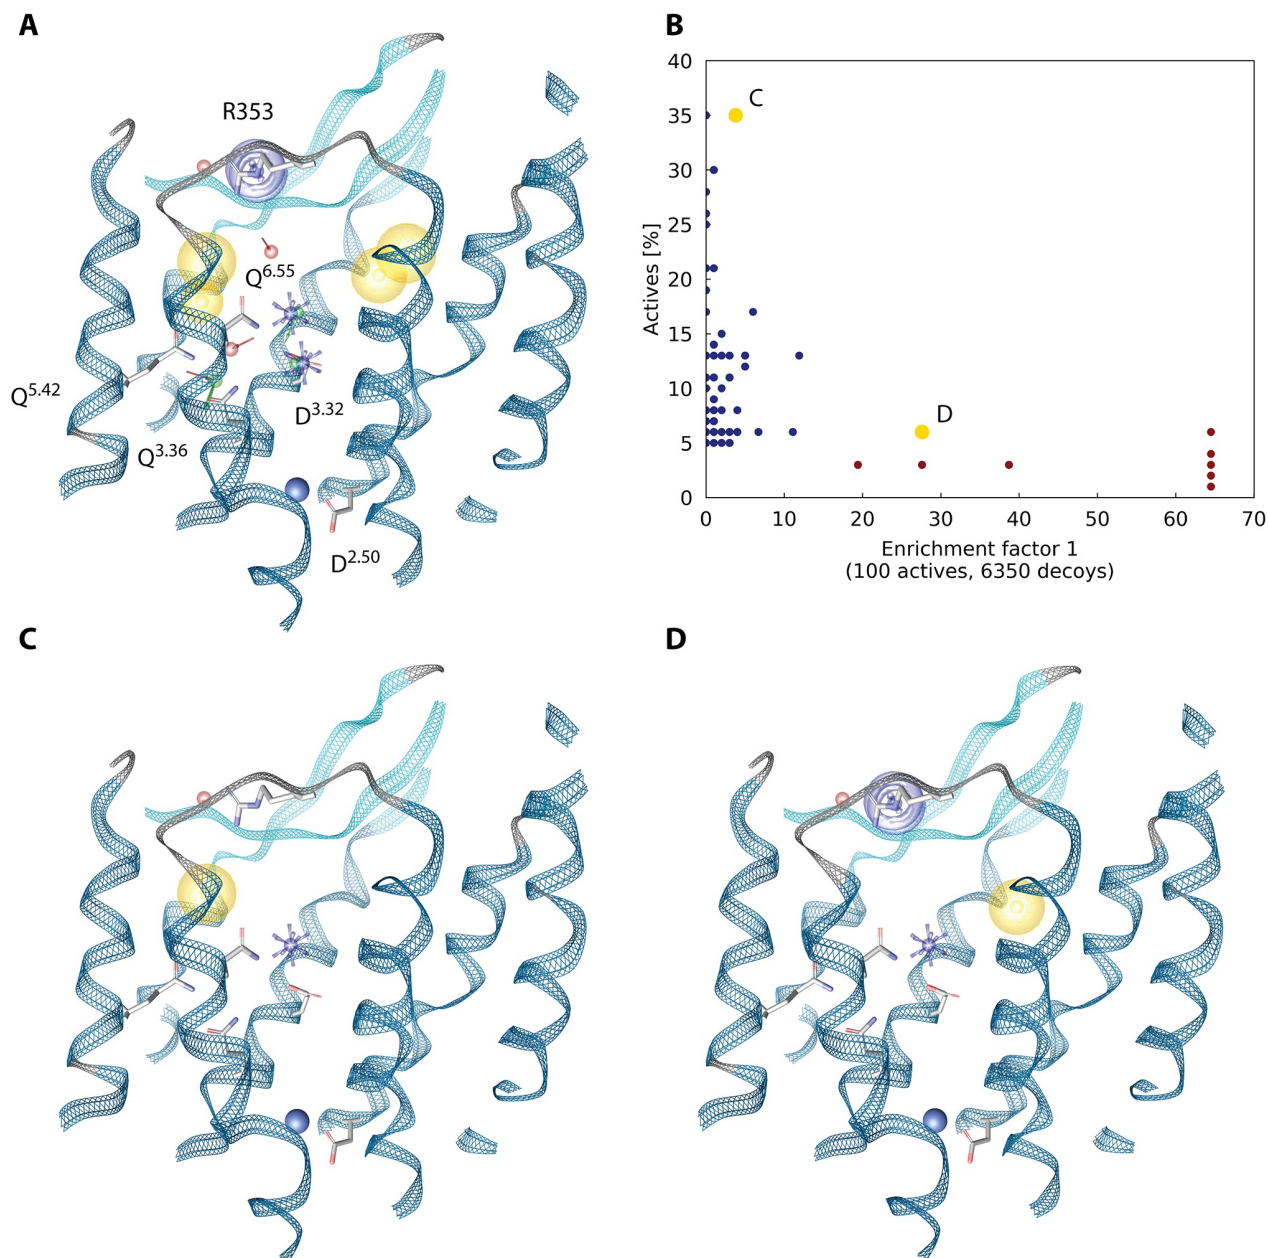 A
R353
Q6.55
Q5.42
D3.32
Q3.36
D2.50
B
40
35
30
25
20
15
10
5
0
Actives [%]
C
D
0 10 20 30 40 50 60 70
Enrichment factor 1
(100 actives, 6350 decoys)
C
D